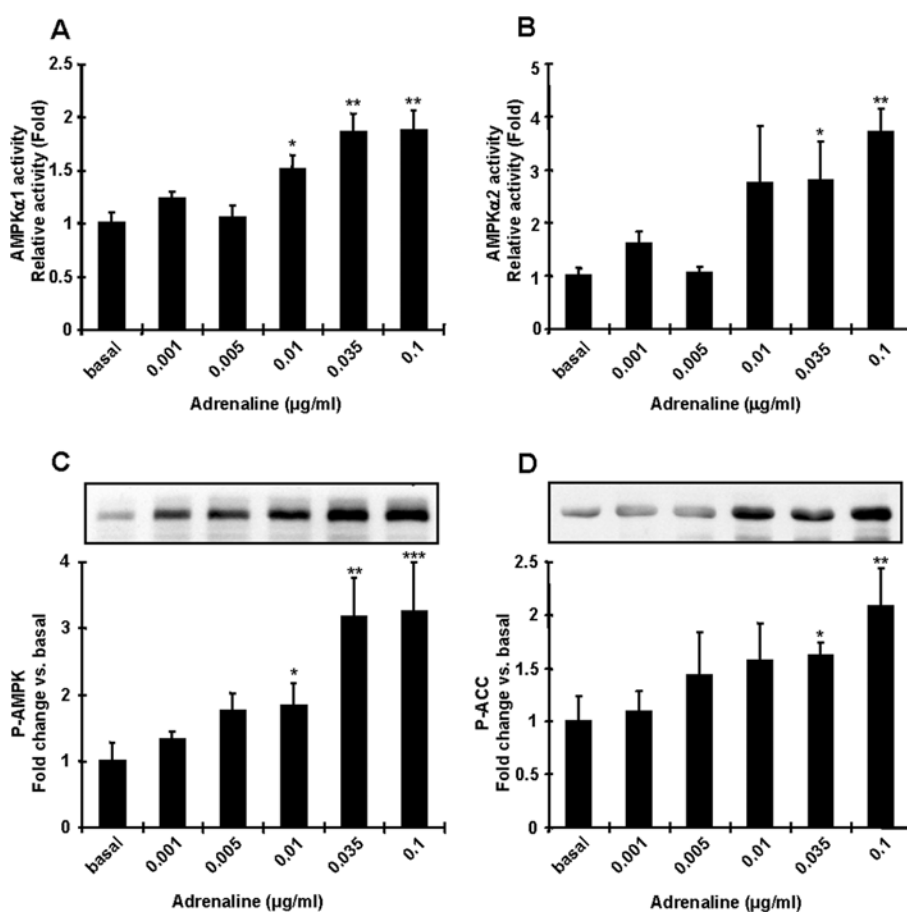 A
AMPKα1 activity
Relative activity (Fold)
2.5
2
1.5
1
0.5
0
*
**
**
basal
0.001
0.005
0.01
0.035
0.1
Adrenaline (µg/ml)
B
AMPKα2 activity
Relative activity (Fold)
5
4
3
2
1
0
*
**
basal
0.001
0.005
0.01
0.035
0.1
Adrenaline (µg/ml)
C
P-AMPK
Fold change vs. basal
4
3
2
1
0
*
**
***
basal
0.001
0.005
0.01
0.035
0.1
Adrenaline (µg/ml)
D
P-ACC
Fold change vs. basal
2.5
2
1.5
1
0.5
0
*
**
basal
0.001
0.005
0.01
0.035
0.1
Adrenaline (µg/ml)